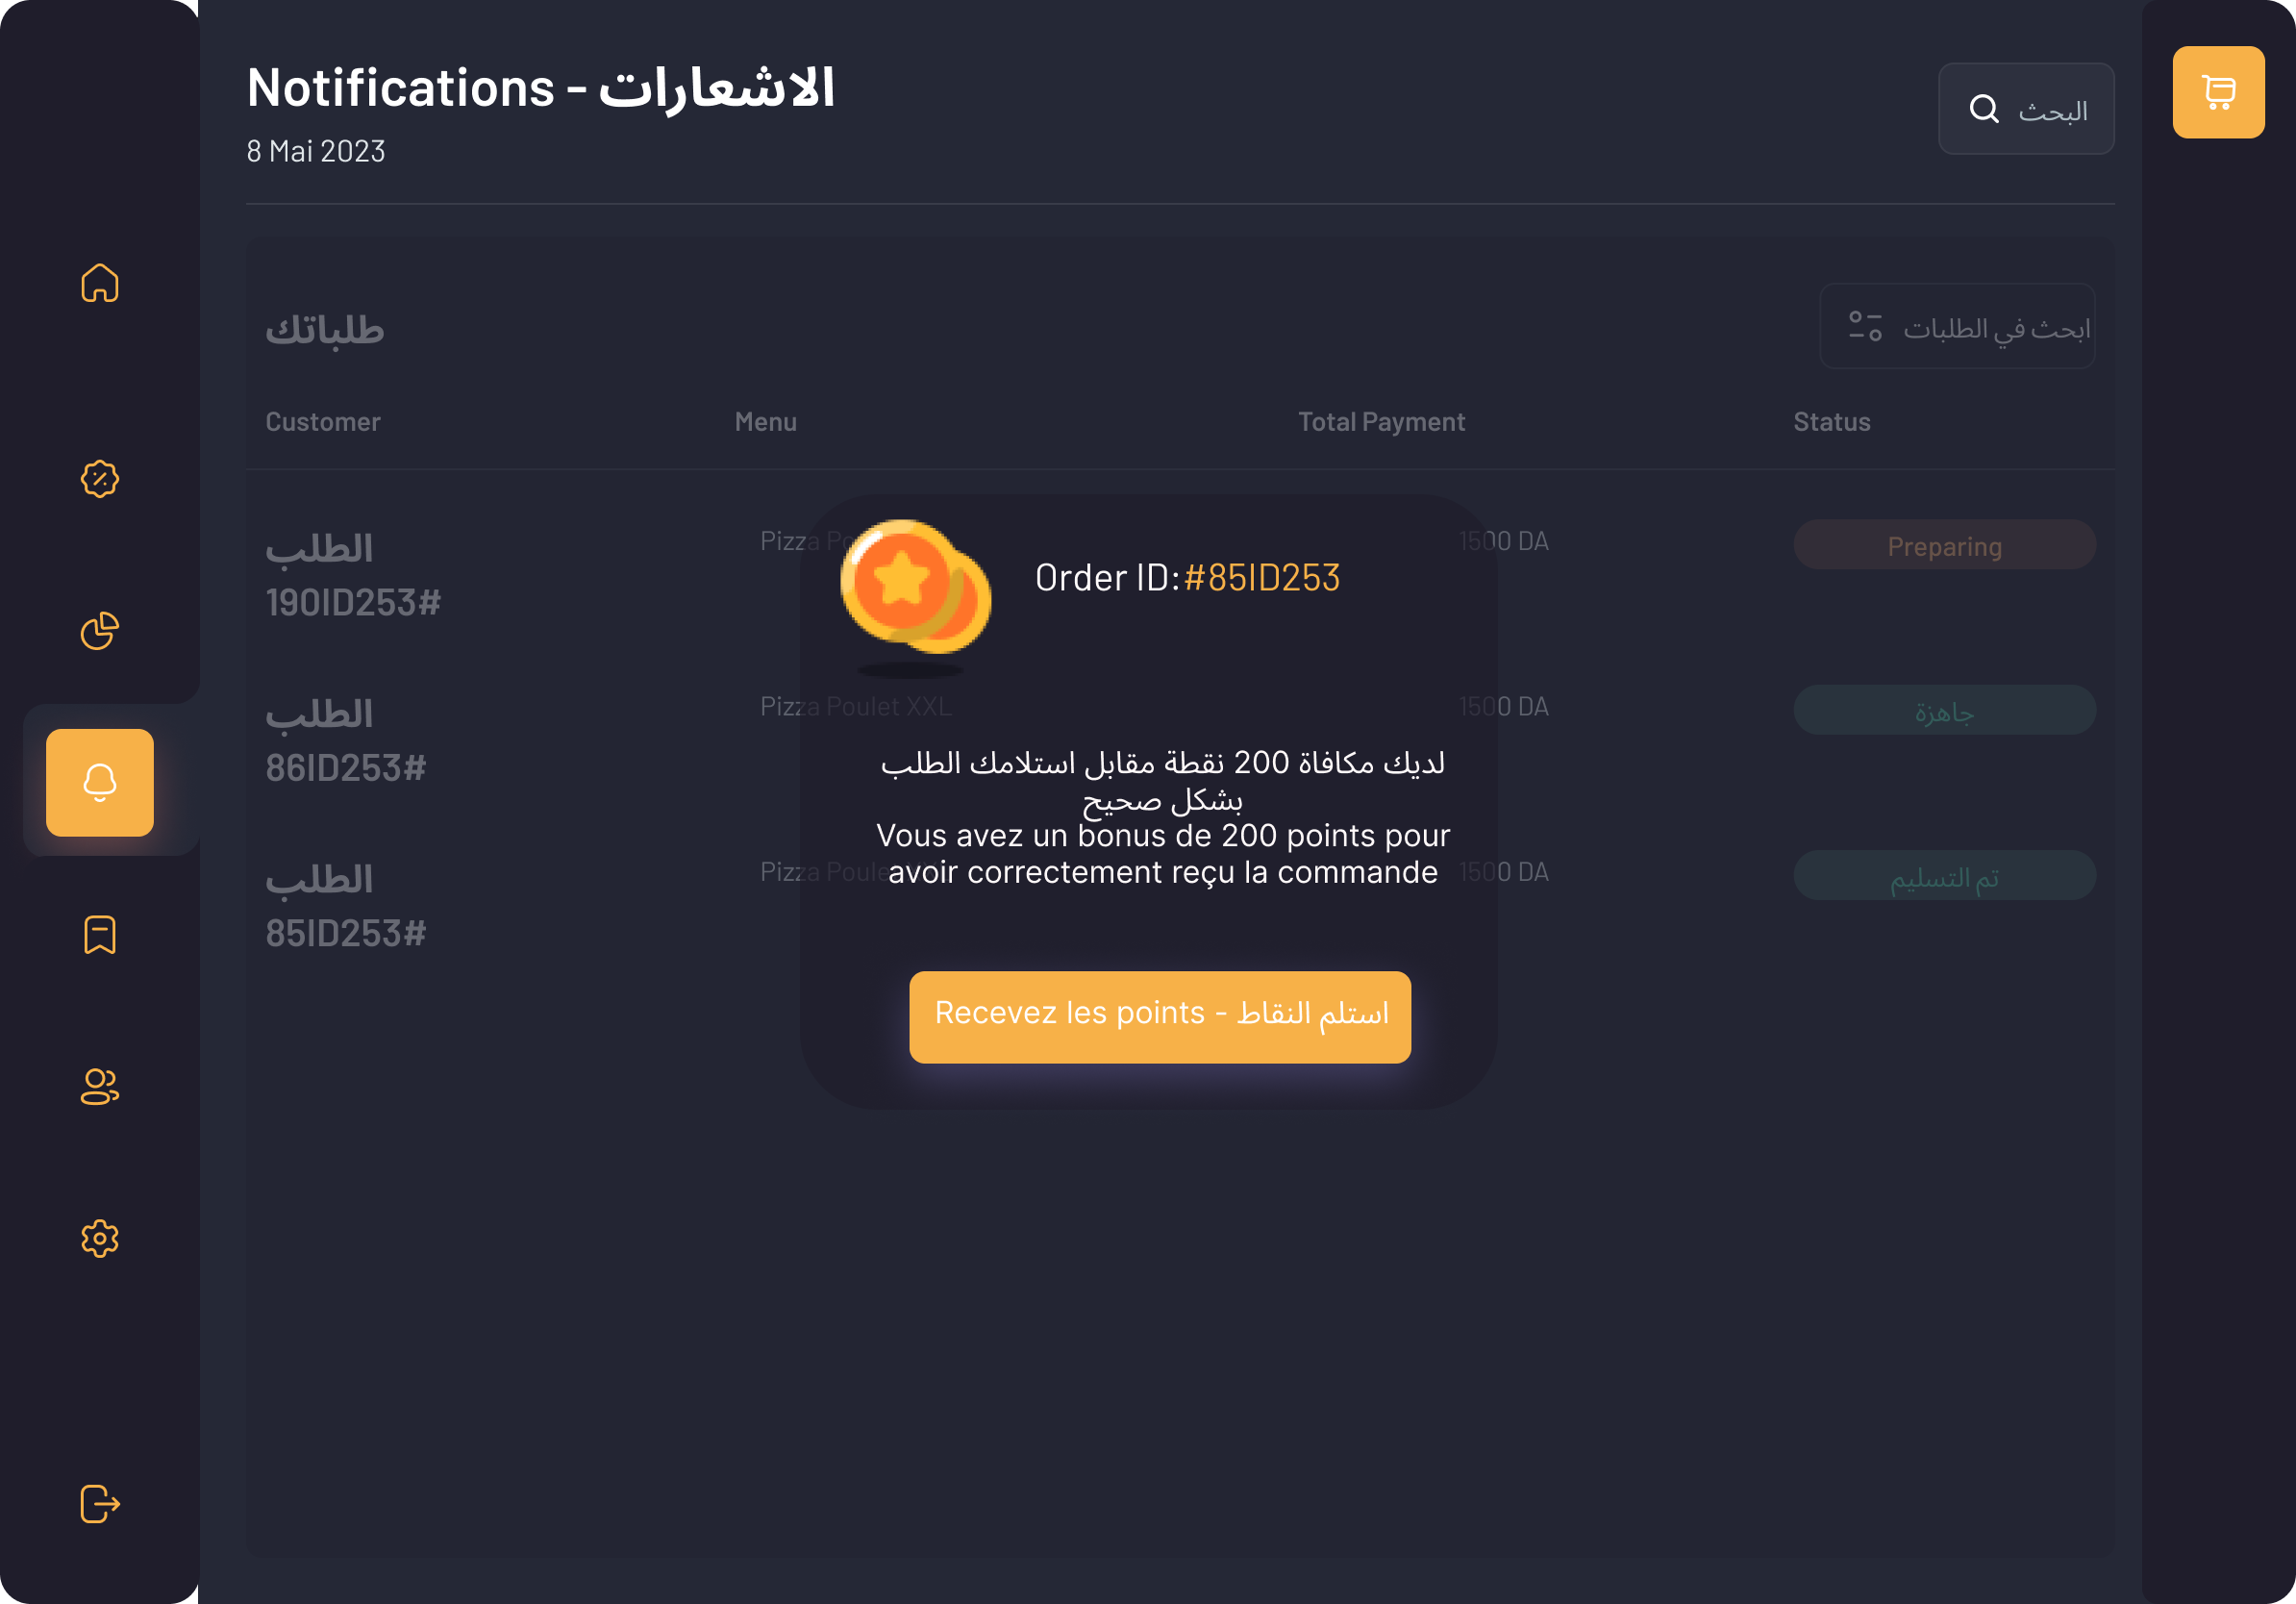 Notifications - الاشعارات
8 Mai 2023
البحث
طلباتك
ابحث في الطلبات
Customer
Menu
Total Payment
Status
الطلب
190ID253#
Pizza Po
1500 DA
Preparing
Order ID:#85ID253
الطلب
86ID253#
Pizza Poulet XXL
1500 DA
جاهزة
لديك مكافاة 200 نقطة مقابل استلامك الطلب
بشكل صحيح
Vous avez un bonus de 200 points pour
avoir correctement reçu la commande
الطلب
85ID253#
Pizza Poule
1500 DA
تم التسليم
Recevez les points - استلم النقاط